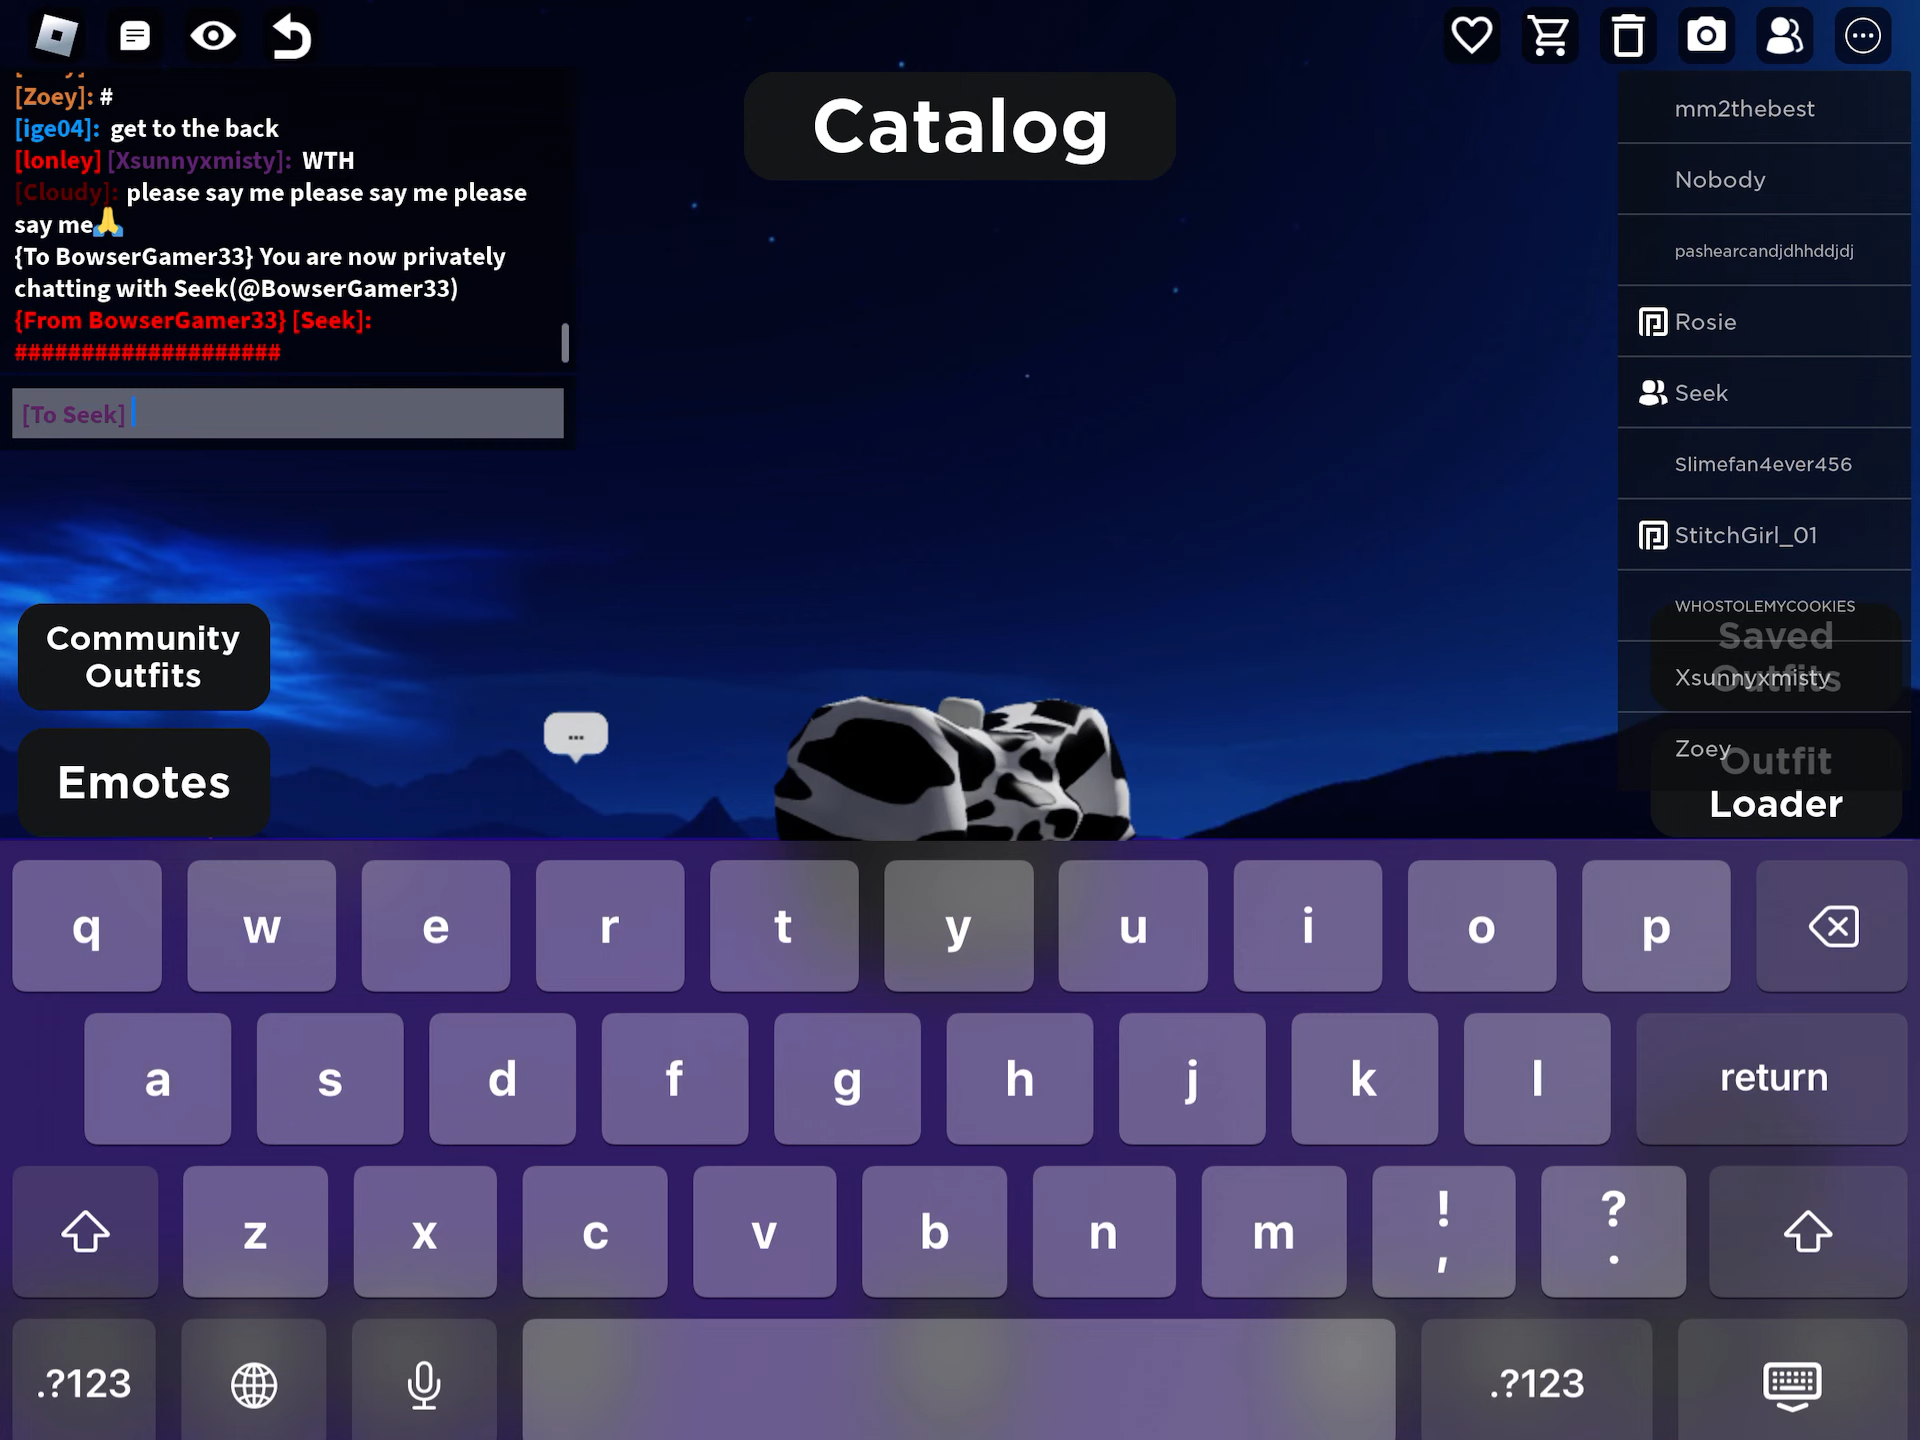 [Zoey]: #
[ige04]: get to the back
[lonley] [Xsunnyxmisty]: WTH
[Cloudy]: please say me please say me please
say me🙏
{To BowserGamer33} You are now privately
chatting with Seek(@BowserGamer33)
{From BowserGamer33} [Seek]:
####################
[To Seek]
Catalog
mm2thebest
Nobody
pashearcandjdhhddjdj
Rosie
Seek
Slimefan4ever456
StitchGirl_01
WHOSTOLEMYCOOKIES
Xsunnyxmisty
Zoey
Community
Outfits
Emotes
Saved
Outfits
Outfit
Loader
...
q w e r t y u i o p
a s d f g h j k l return
z x c v b n m ! , ? .
.?123 .?123